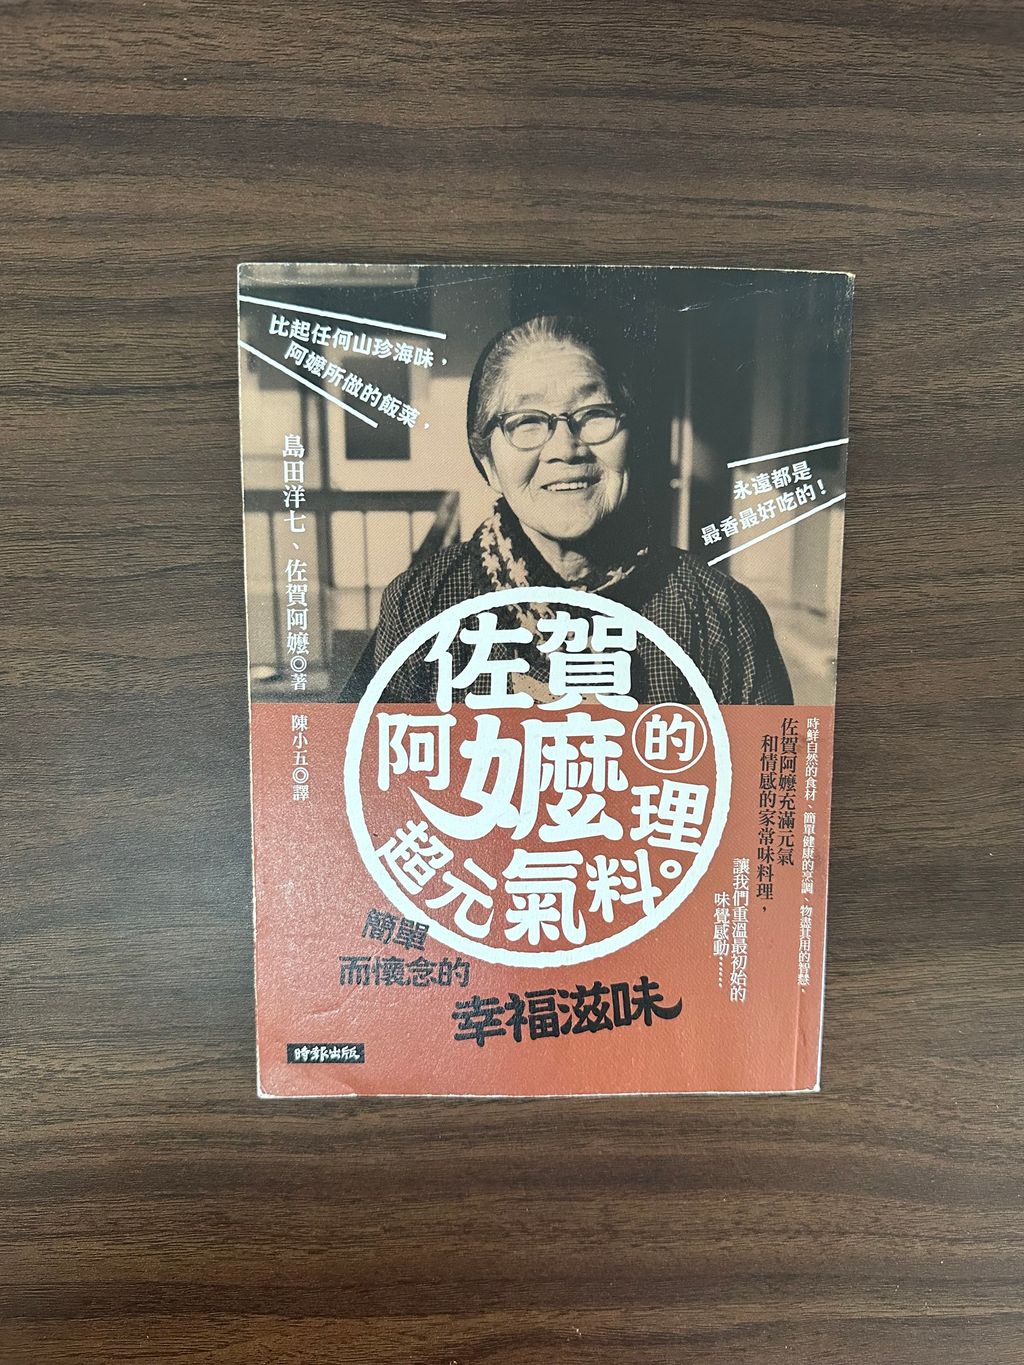 比起任何山珍海味，
阿嬤所做的飯菜，
永遠都是
最香最好吃的！
島田洋七、佐賀阿嬤◎著
陳小五◎譯
佐賀
阿嬤的
超元氣料理。
簡單
而懷念的
幸福滋味
時鮮自然的食材、簡單健康的烹調、物盡其用的智慧，
佐賀阿嬤充滿元氣
和情感的家常味料理，
讓我們重溫最初始的
味覺感動……
時報出版